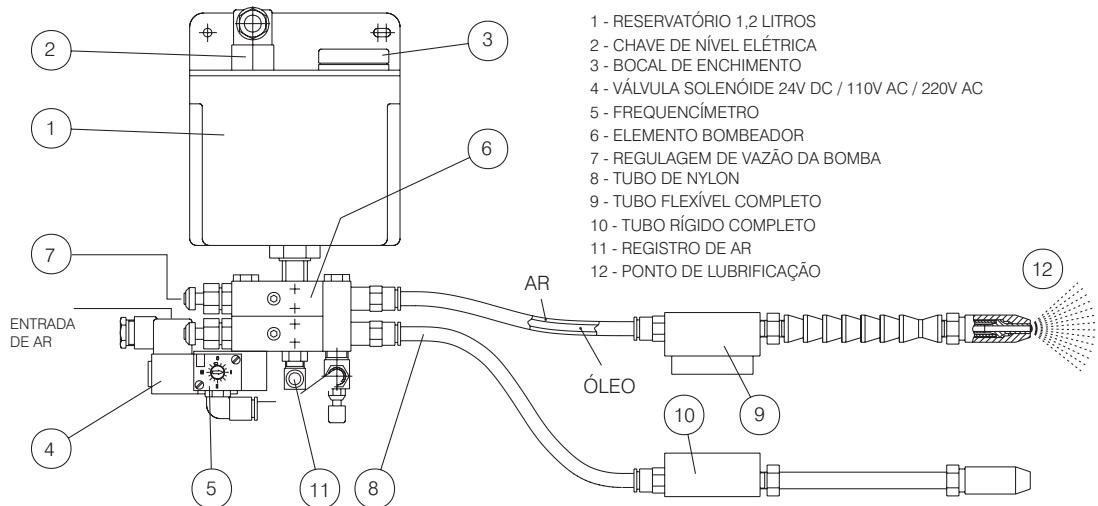 1 - RESERVATÓRIO 1,2 LITROS
2 - CHAVE DE NÍVEL ELÉTRICA
3 - BOCAL DE ENCHIMENTO
4 - VÁLVULA SOLENÓIDE 24V DC / 110V AC / 220V AC
5 - FREQUENCÍMETRO
6 - ELEMENTO BOMBEADOR
7 - REGULAGEM DE VAZÃO DA BOMBA
8 - TUBO DE NYLON
9 - TUBO FLEXÍVEL COMPLETO
10 - TUBO RÍGIDO COMPLETO
11 - REGISTRO DE AR
12 - PONTO DE LUBRIFICAÇÃO
2
3
1
6
7
12
AR
ENTRADA
DE AR
ÓLEO
4
5
11
8
10
9